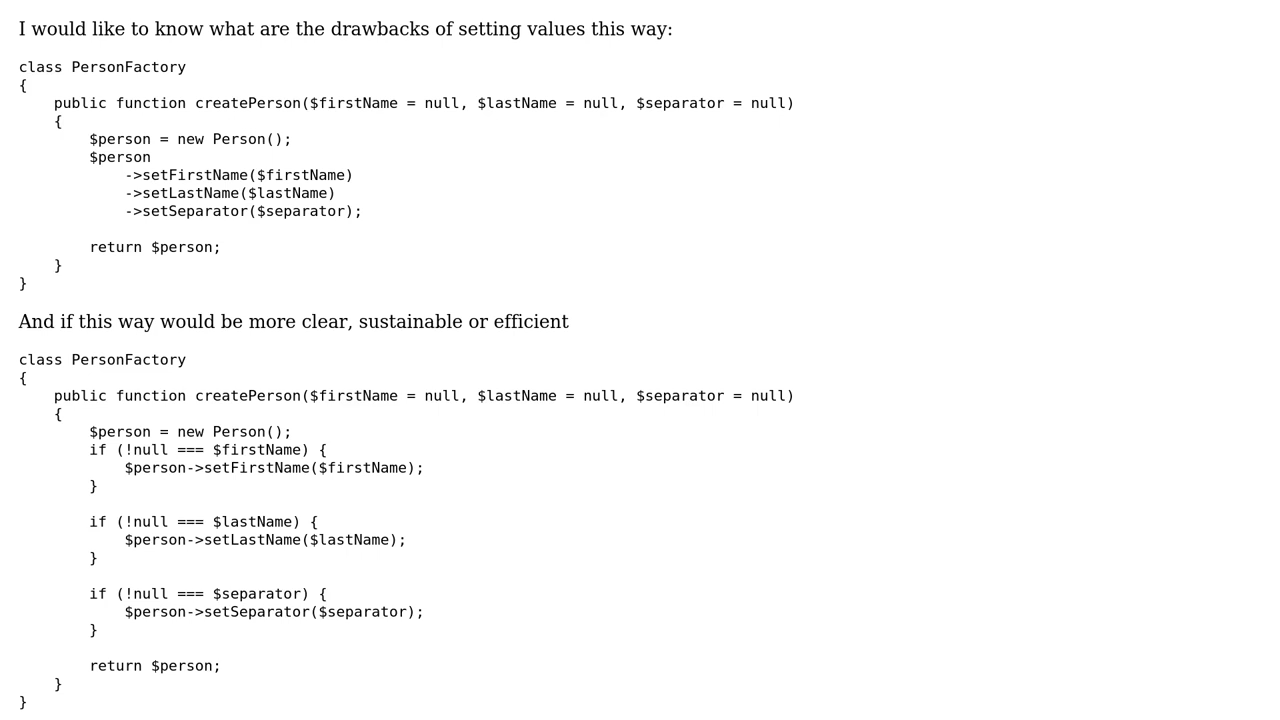 I would like to know what are the drawbacks of setting values this way:
class PersonFactory
{
    public function createPerson($firstName = null, $lastName = null, $separator = null)
    {
        $person = new Person();
        $person
            ->setFirstName($firstName)
            ->setLastName($lastName)
            ->setSeparator($separator);

        return $person;
    }
}
And if this way would be more clear, sustainable or efficient
class PersonFactory
{
    public function createPerson($firstName = null, $lastName = null, $separator = null)
    {
        $person = new Person();
        if (!null === $firstName) {
            $person->setFirstName($firstName);
        }

        if (!null === $lastName) {
            $person->setLastName($lastName);
        }

        if (!null === $separator) {
            $person->setSeparator($separator);
        }

        return $person;
    }
}